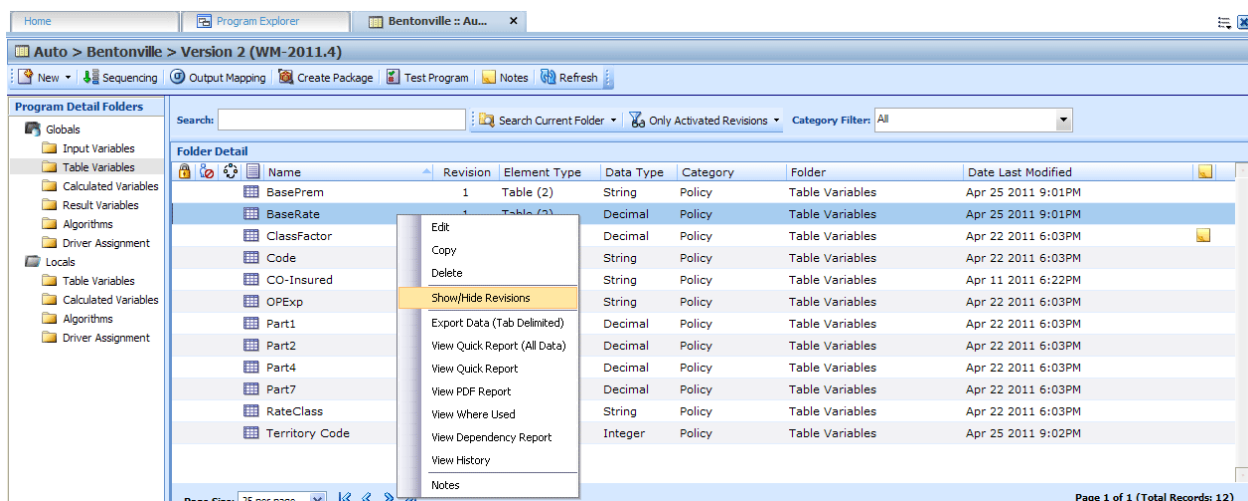 Home Program Explorer Bentonville :: Au... X
Auto > Bentonville > Version 2 (WM-2011.4)
New Sequencing Output Mapping Create Package Test Program Notes Refresh
Program Detail Folders
Globals
Input Variables
Table Variables
Calculated Variables
Result Variables
Algorithms
Driver Assignment
Locals
Table Variables
Calculated Variables
Algorithms
Driver Assignment
Search: Search Current Folder Only Activated Revisions Category Filter: All
Folder Detail
Name Revision Element Type Data Type Category Folder Date Last Modified
BasePrem 1 Table (2) String Policy Table Variables Apr 25 2011 9:01PM
BaseRate 1 Table (2) Decimal Policy Table Variables Apr 25 2011 9:01PM
ClassFactor Decimal Policy Table Variables Apr 22 2011 6:03PM
Code String Policy Table Variables Apr 22 2011 6:03PM
CO-Insured String Policy Table Variables Apr 11 2011 6:22PM
OPExp String Policy Table Variables Apr 22 2011 6:03PM
Part1 Decimal Policy Table Variables Apr 22 2011 6:03PM
Part2 Decimal Policy Table Variables Apr 22 2011 6:03PM
Part4 Decimal Policy Table Variables Apr 22 2011 6:03PM
Part7 Decimal Policy Table Variables Apr 22 2011 6:03PM
RateClass String Policy Table Variables Apr 22 2011 6:03PM
Territory Code Integer Policy Table Variables Apr 25 2011 9:02PM
Edit
Copy
Delete
Show/Hide Revisions
Export Data (Tab Delimited)
View Quick Report (All Data)
View Quick Report
View PDF Report
View Where Used
View Dependency Report
View History
Notes
Page Size: 25 per page Page 1 of 1 (Total Records: 12)